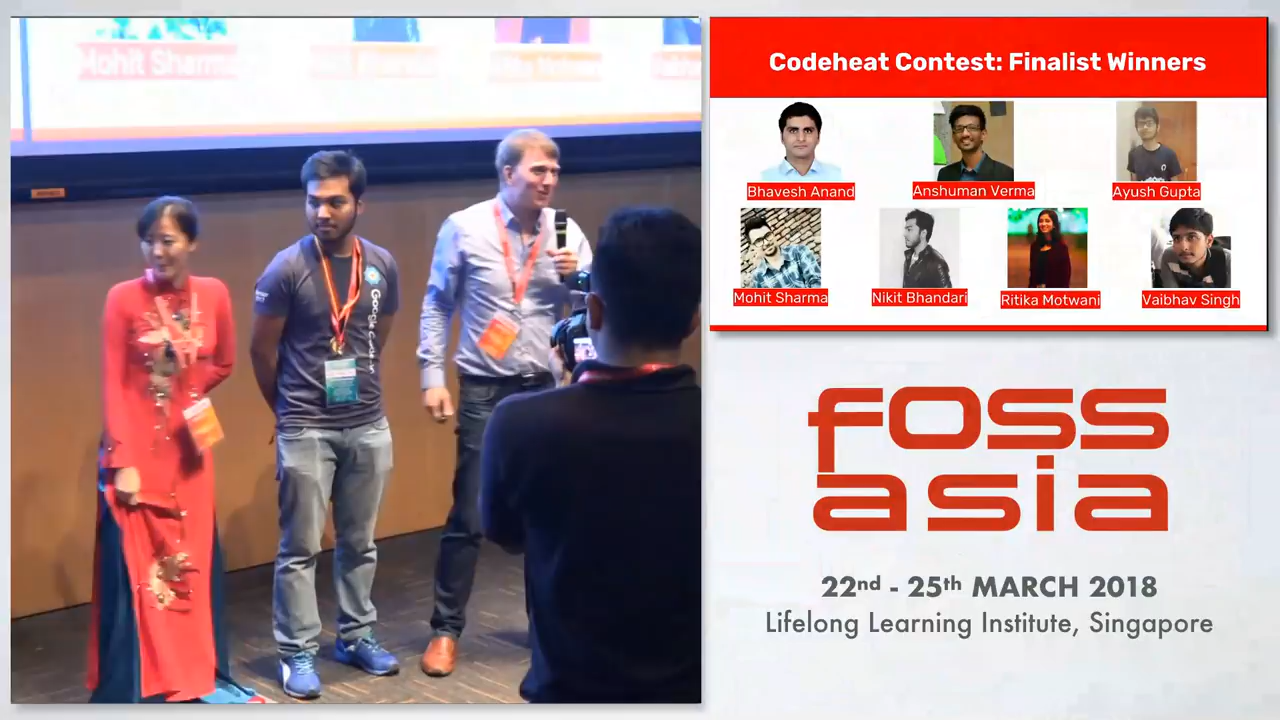 Mohit Sharma
Codeheat Contest: Finalist Winners
Bhavesh Anand
Anshuman Verma
Ayush Gupta
Mohit Sharma
Nikit Bhandari
Ritika Motwani
Vaibhav Singh
Google
foss
asia
22nd - 25th MARCH 2018
Lifelong Learning Institute, Singapore